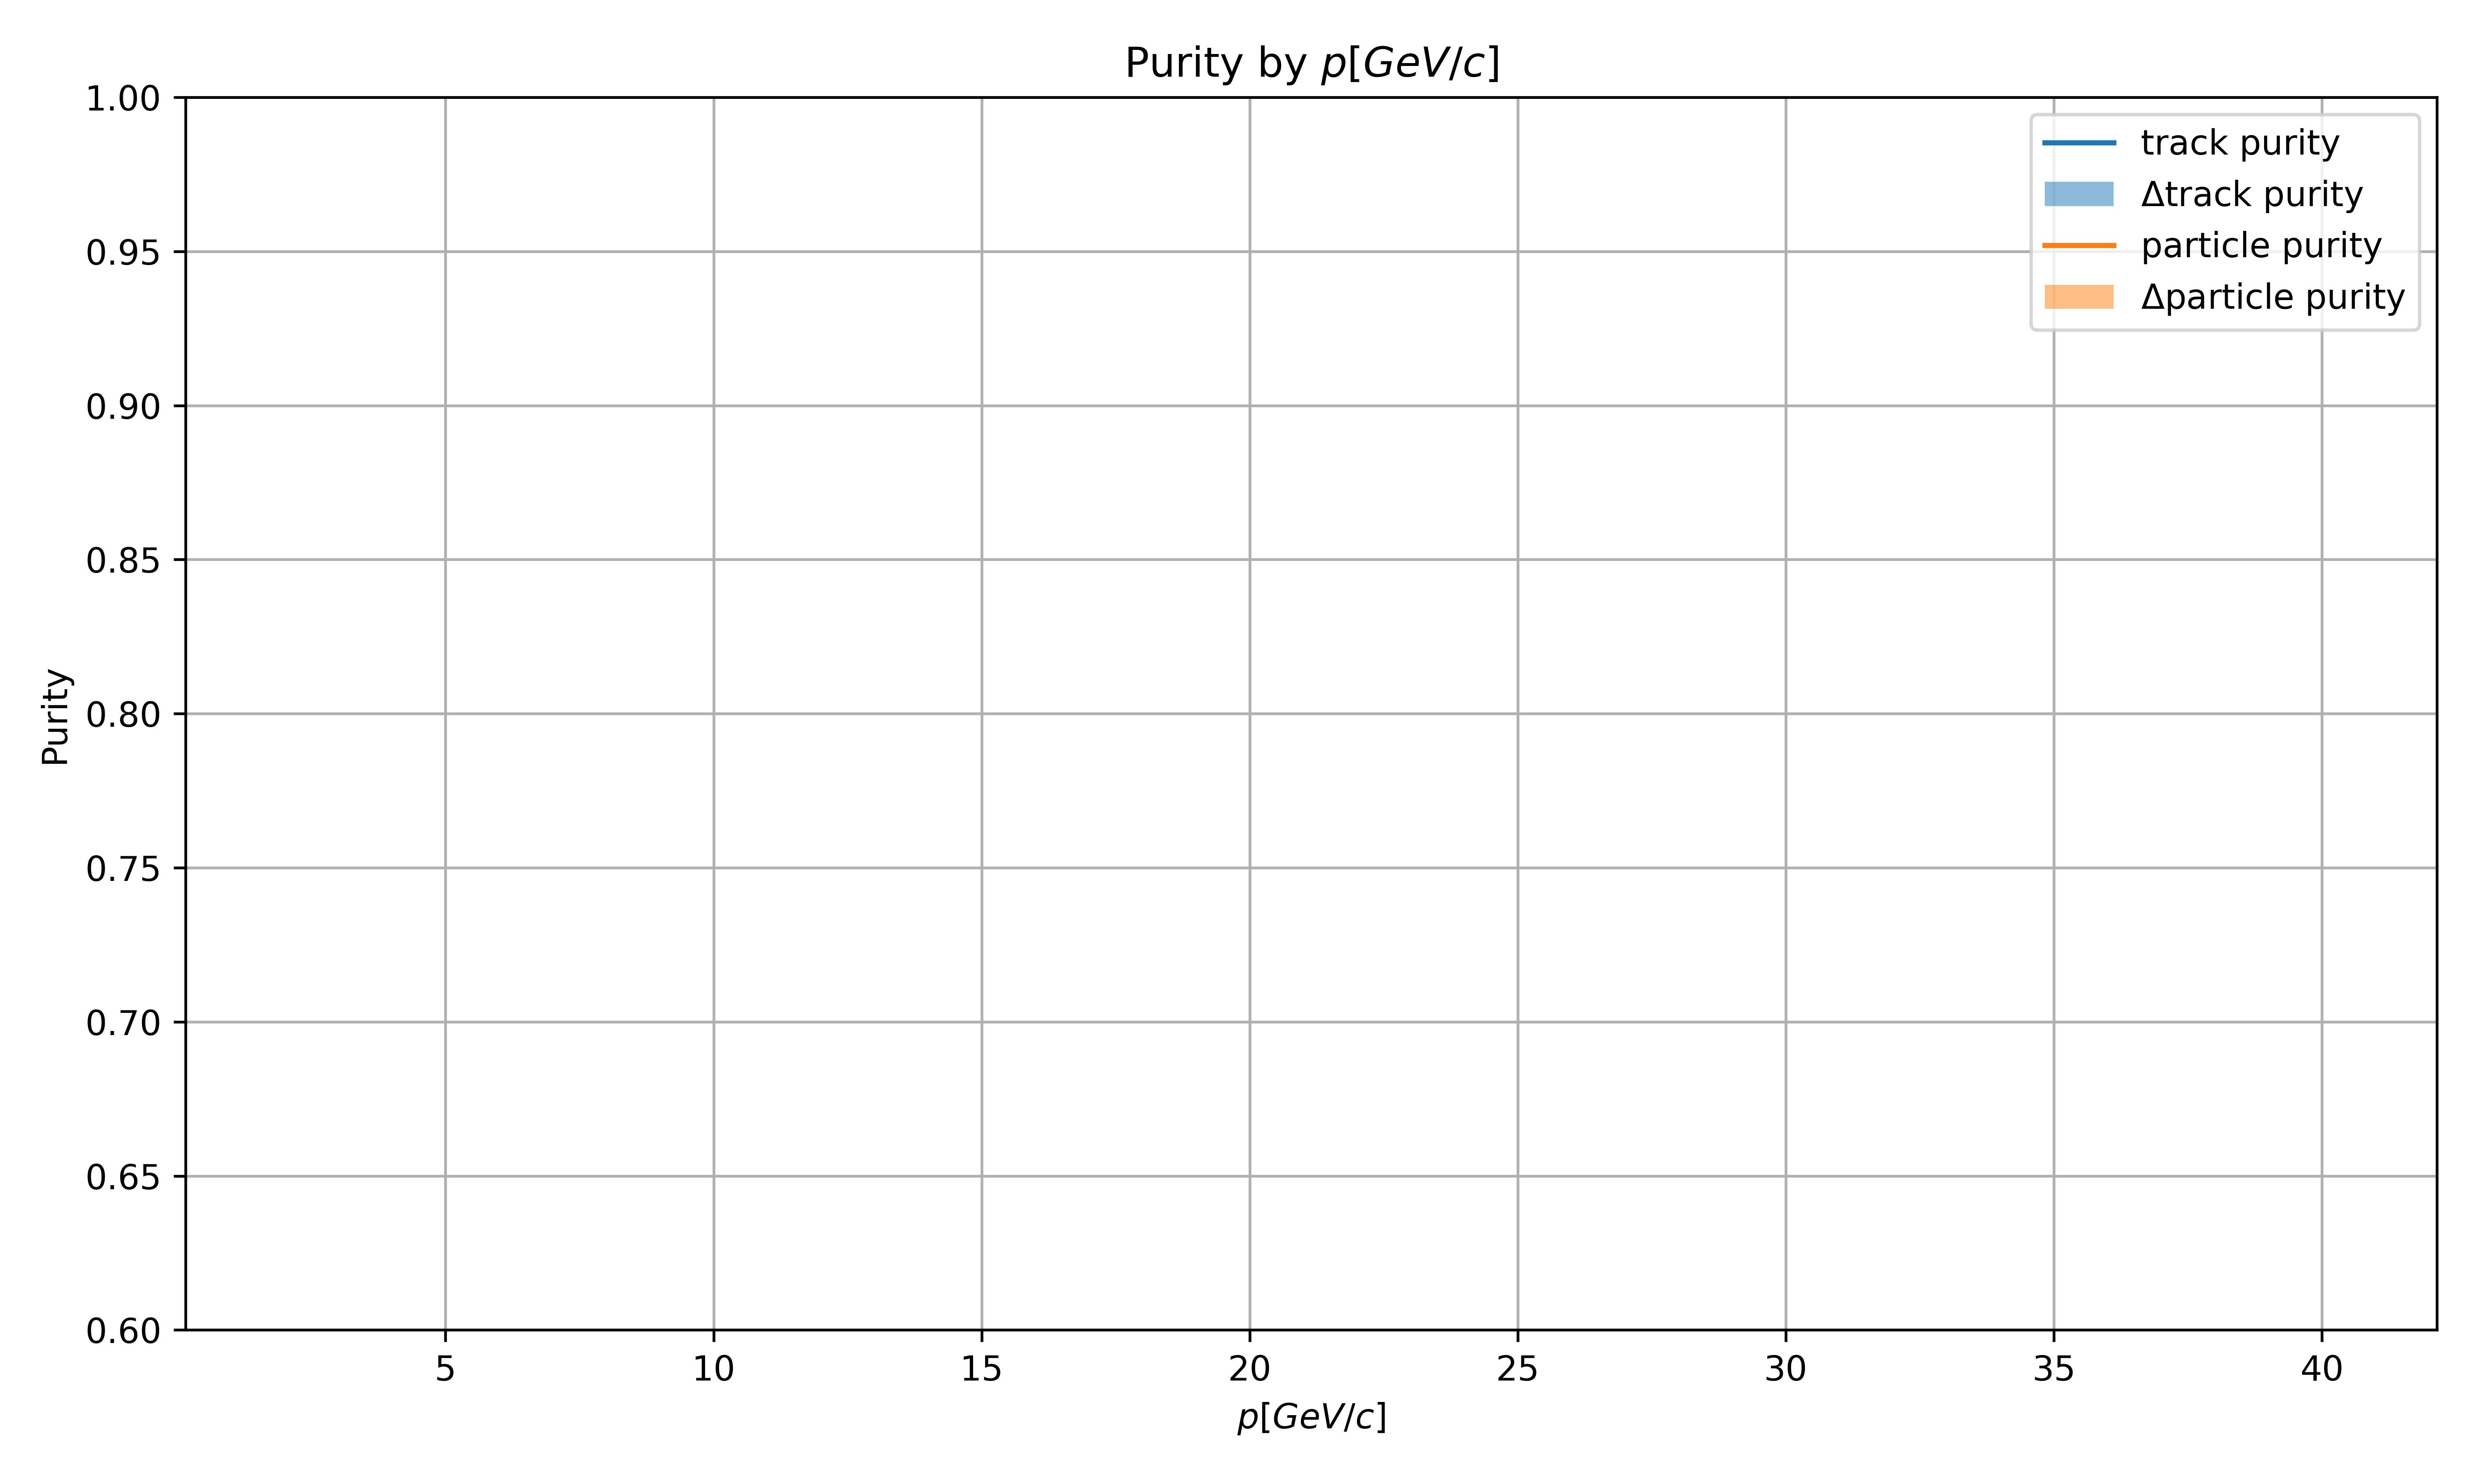 Purity by p[GeV/c]
1.00
0.95
0.90
0.85
0.80
0.75
0.70
0.65
0.60
Purity
track purity
Δtrack purity
particle purity
Δparticle purity
5 10 15 20 25 30 35 40
p[GeV/c]